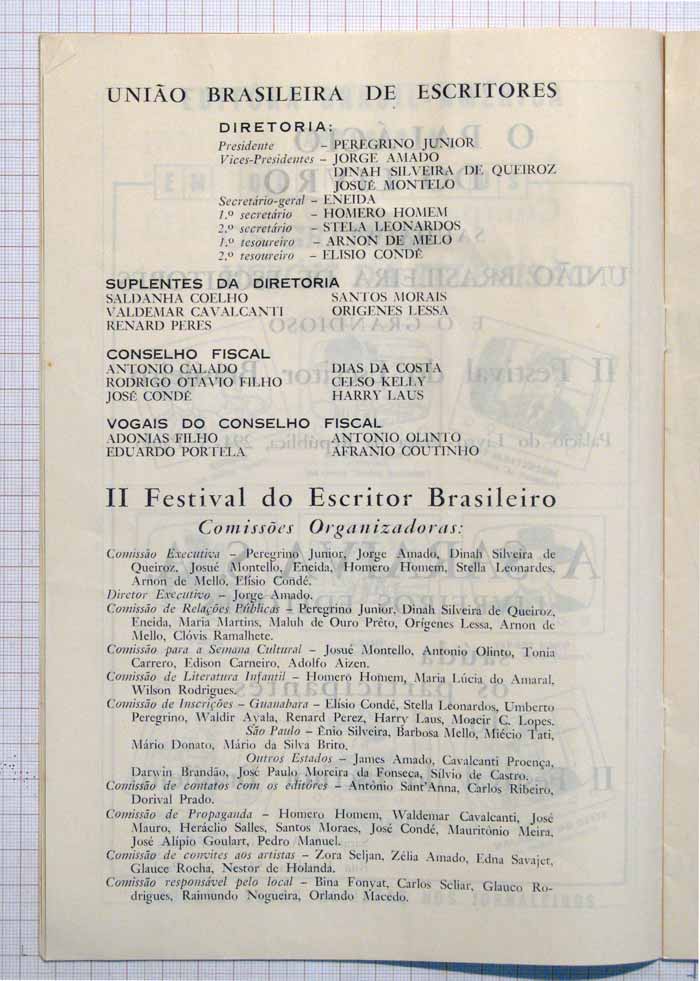 UNIÃO BRASILEIRA DE ESCRITORES
DIRETORIA:
Presidente – PEREGRINO JUNIOR
Vices-Presidentes – JORGE AMADO
DINAH SILVEIRA DE QUEIROZ
JOSUÉ MONTELO
Secretário-geral – ENEIDA
1.º secretário – HOMERO HOMEM
2.º secretário – STELA LEONARDOS
1.º tesoureiro – ARNON DE MELO
2.º tesoureiro – ELISIO CONDÉ
SUPLENTES DA DIRETORIA
SALDANHA COELHO SANTOS MORAIS
VALDEMAR CAVALCANTI ORIGENES LESSA
RENARD PERES
CONSELHO FISCAL
ANTONIO CALADO DIAS DA COSTA
RODRIGO OTAVIO FILHO CELSO KELLY
JOSÉ CONDÉ HARRY LAUS
VOGAIS DO CONSELHO FISCAL
ADONIAS FILHO ANTONIO OLINTO
EDUARDO PORTELA AFRANIO COUTINHO
II Festival do Escritor Brasileiro
Comissões Organizadoras:
Comissão Executiva – Peregrino Junior, Jorge Amado, Dinah Silveira de
Queiroz, Josué Montello, Eneida, Homero Homem, Stella Leonardes,
Arnon de Mello, Elísio Condé.
Diretor Executivo – Jorge Amado.
Comissão de Relações Públicas – Peregrino Junior, Dinah Silveira de Queiroz,
Eneida, Maria Martins, Maluh de Ouro Prêto, Orígenes Lessa, Arnon de
Mello, Clóvis Ramalhete.
Comissão para a Semana Cultural – Josué Montello, Antonio Olinto, Tonia
Carrero, Edison Carneiro, Adolfo Aizen.
Comissão de Literatura Infantil – Homero Homem, Maria Lúcia do Amaral,
Wilson Rodrigues.
Comissão de Inscrições – Guanabara – Elísio Condé, Stella Leonardos, Umberto
Peregrino, Waldir Ayala, Renard Perez, Harry Laus, Moacir C. Lopes.
São Paulo – Ênio Silveira, Barbosa Mello, Miécio Tati,
Mário Donato, Mário da Silva Brito.
Outros Estados – James Amado, Cavalcanti Proença,
Darwin Brandão, José Paulo Moreira da Fonseca, Sílvio de Castro.
Comissão de contatos com os editôres – Antônio Sant'Anna, Carlos Ribeiro,
Dorival Prado.
Comissão de Propaganda – Homero Homem, Waldemar Cavalcanti, José
Mauro, Heráclio Salles, Santos Moraes, José Condé, Mauritônio Meira,
José Alípio Goulart, Pedro Manuel.
Comissão de convites aos artistas – Zora Seljan, Zélia Amado, Edna Savaget,
Glauce Rocha, Nestor de Holanda.
Comissão responsável pelo local – Bina Fonyat, Carlos Scliar, Glauco Ro-
drigues, Raimundo Nogueira, Orlando Macedo.